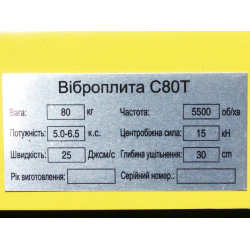 Віброплита C80T
Вага: 80 кг Частота: 5500 об/хв
Потужність: 5.0-6.5 к.с. Центробіжна сила: 15 кН
Швидкість: 25 Джсм/с Глибина ущільнення: 30 cm
Рік виготовлення: Серійний номер.: